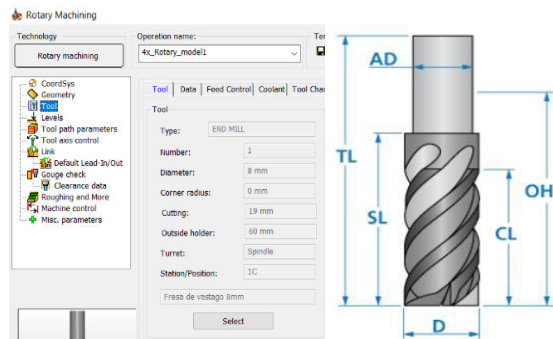 Rotary Machining
Technology
Rotary machining
Operation name:
4x_Rotary_model1
CoordSys
Geometry
Tool
Levels
Tool path parameters
Tool axis control
Link
Default Lead-In/Out
Gouge check
Clearance data
Roughing and More
Machine control
Misc. parameters
Tool Data Feed Control Coolant Tool Chan
Tool
Type: END MILL
Number: 1
Diameter: 8 mm
Corner radius: 0 mm
Cutting: 19 mm
Outside holder: 60 mm
Turret: Spindle
Station/Position: 1C
Fresa de vastago 8mm
Select
AD
TL
OH
SL
CL
D